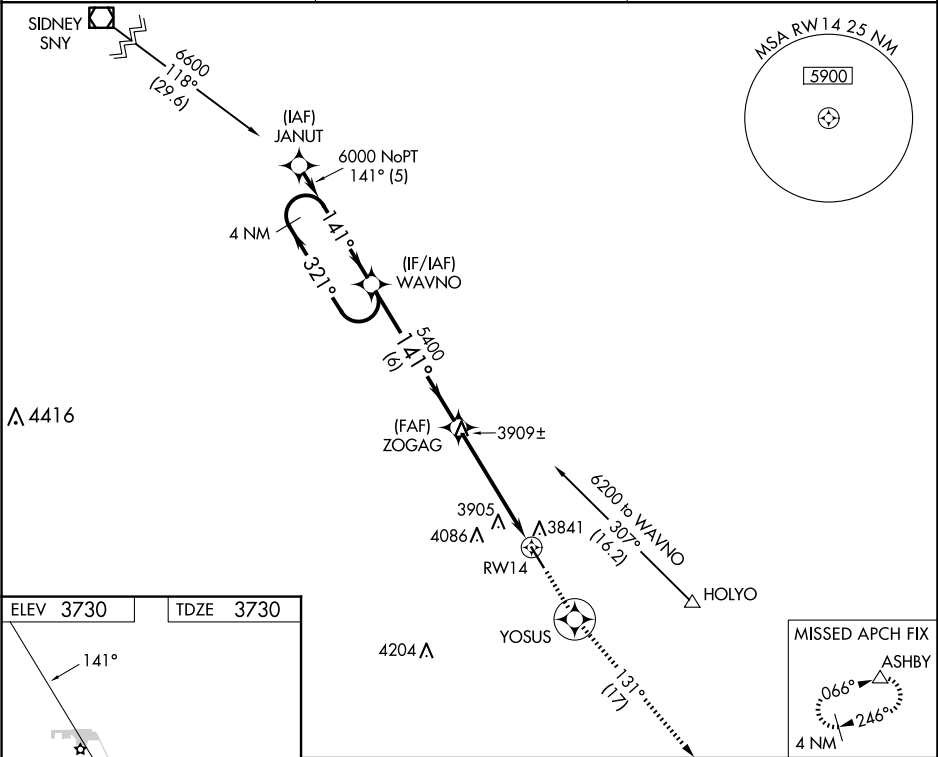 SIDNEY
SNY
6600
118°
(29.6)
MSA RW14 25 NM
5900
(IAF)
JANUT
6000 NoPT
141° (5)
4 NM
141°
321°
(IF/IAF)
WAVNO
5400
141°
(6)
4416
(FAF)
ZOGAG
3909±
6200 to WAVNO
307°
(16.2)
3905
4086
3841
RW14
HOLYO
ELEV 3730
TDZE 3730
YOSUS
141°
4204
131°
(17)
MISSED APCH FIX
ASHBY
066°
246°
4 NM